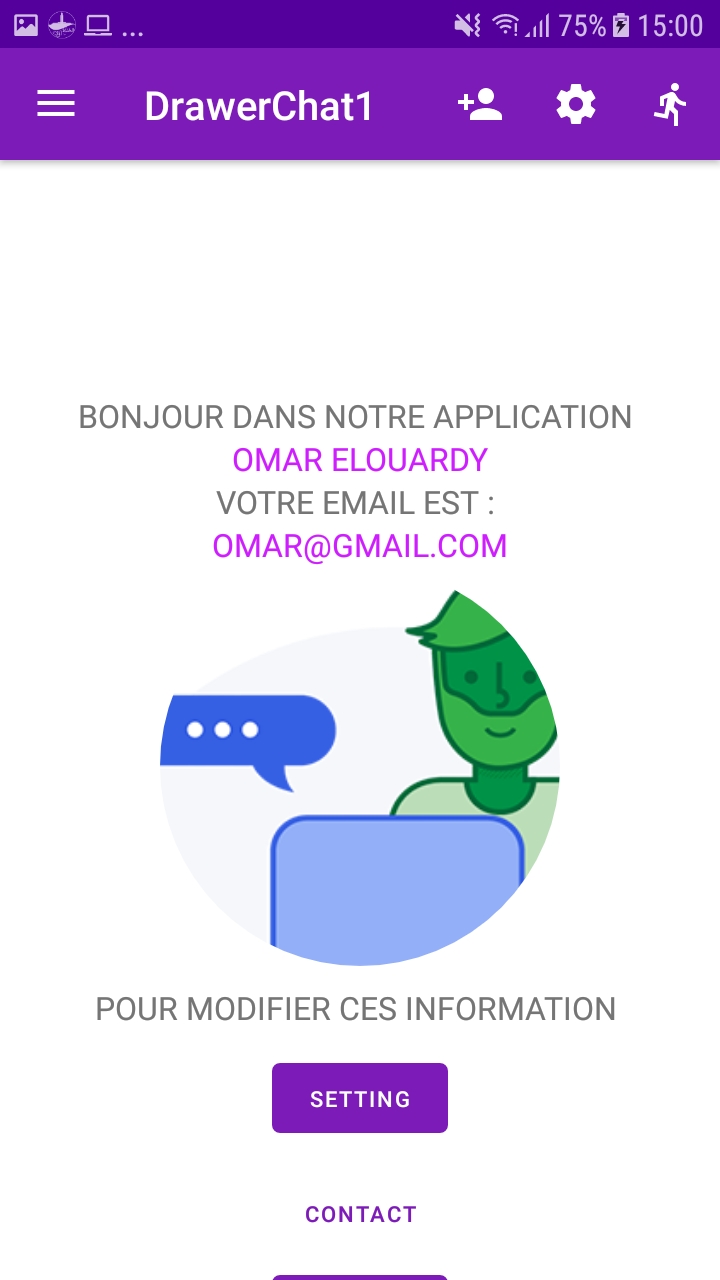 ... 75% 15:00
DrawerChat1
BONJOUR DANS NOTRE APPLICATION
OMAR ELOUARDY
VOTRE EMAIL EST :
OMAR@GMAIL.COM
POUR MODIFIER CES INFORMATION
SETTING
CONTACT